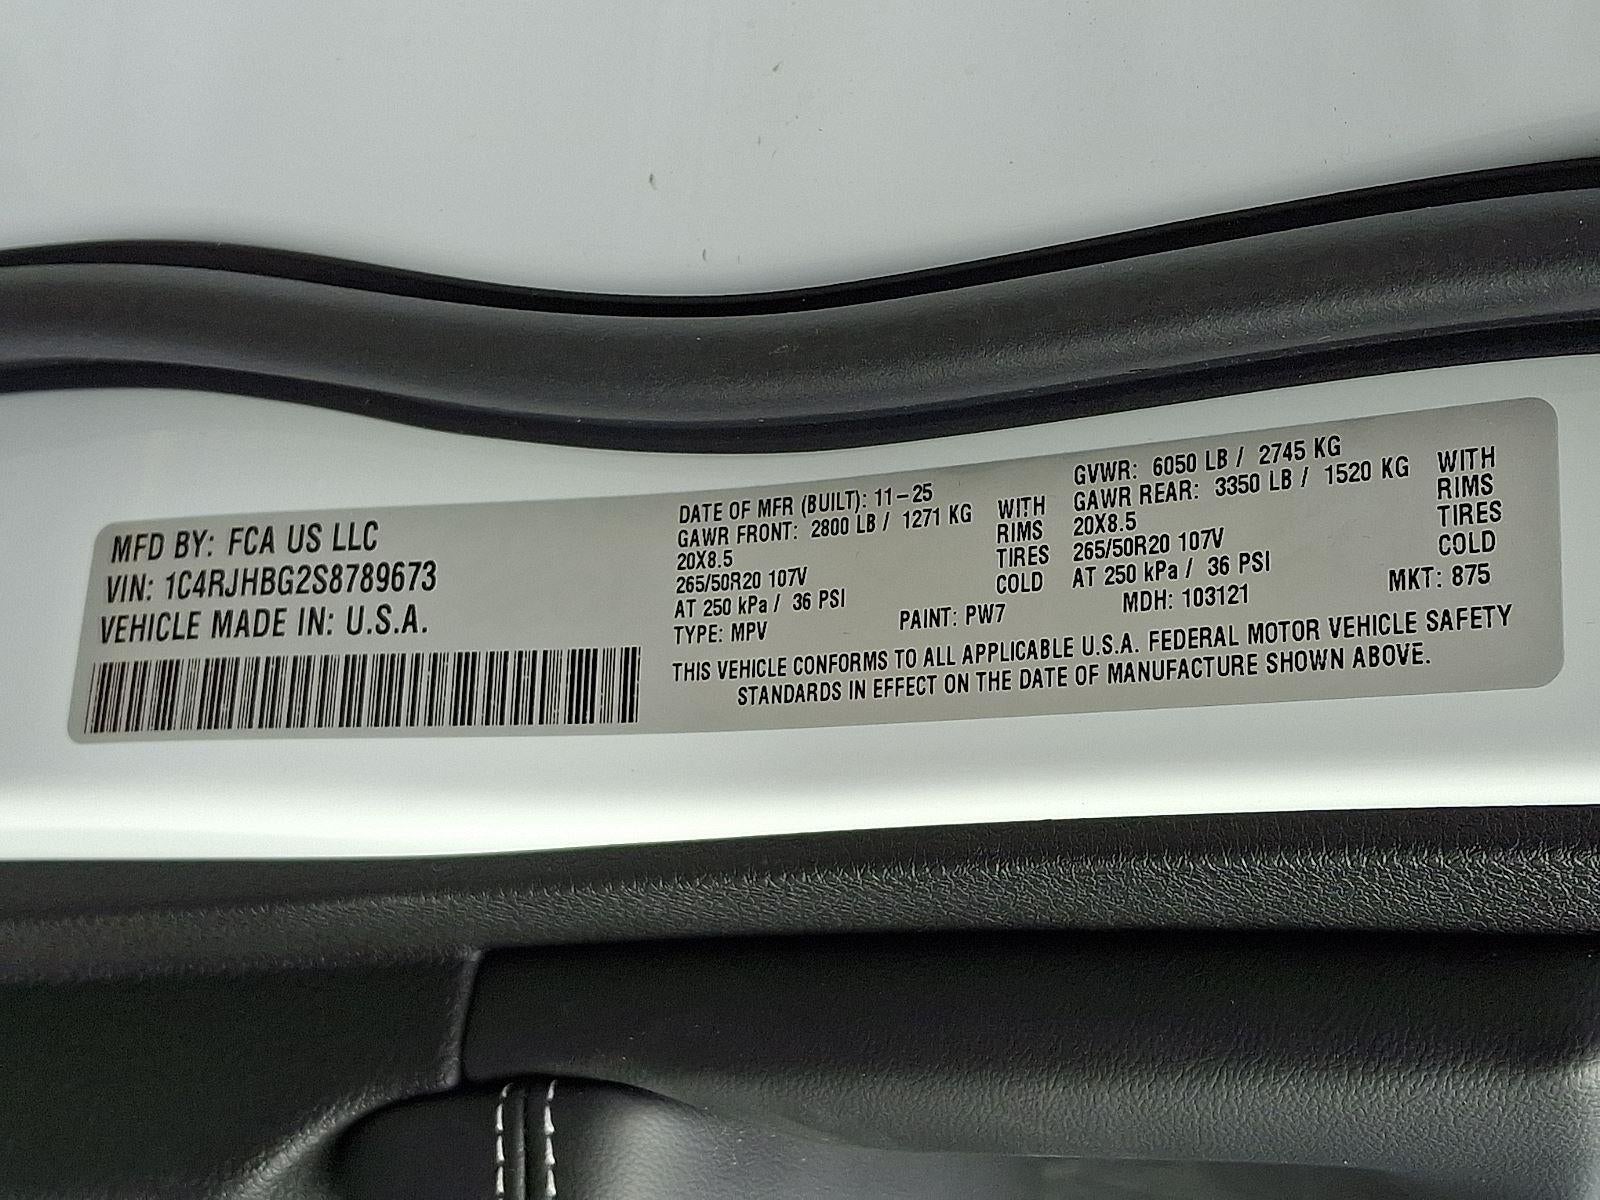 MFD BY: FCA US LLC
VIN: 1C4RJHBG2S8789673
VEHICLE MADE IN: U.S.A.
DATE OF MFR (BUILT): 11-25
GAWR FRONT: 2800 LB / 1271 KG WITH
20X8.5 RIMS
265/50R20 107V TIRES
AT 250 kPa / 36 PSI COLD
TYPE: MPV PAINT: PW7
GVWR: 6050 LB / 2745 KG
GAWR REAR: 3350 LB / 1520 KG WITH
20X8.5 RIMS
265/50R20 107V TIRES
AT 250 kPa / 36 PSI COLD
MDH: 103121 MKT: 875
THIS VEHICLE CONFORMS TO ALL APPLICABLE U.S.A. FEDERAL MOTOR VEHICLE SAFETY
STANDARDS IN EFFECT ON THE DATE OF MANUFACTURE SHOWN ABOVE.